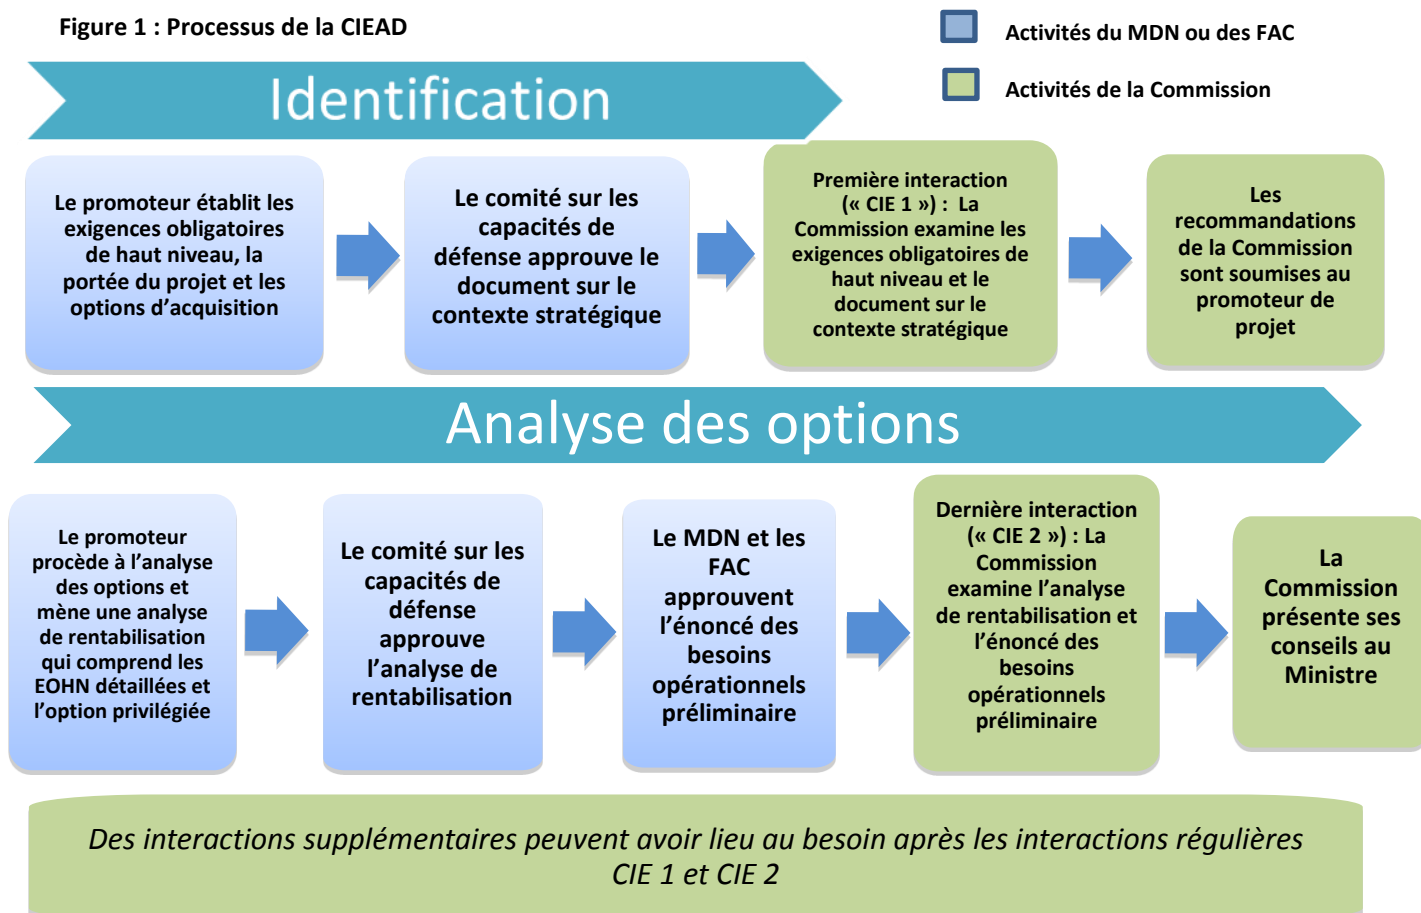 Figure 1 : Processus de la CIEAD
Activités du MDN ou des FAC
Activités de la Commission
Identification
Le promoteur établit les
exigences obligatoires
de haut niveau, la
portée du projet et les
options d’acquisition
Le comité sur les
capacités de
défense approuve le
document sur le
contexte stratégique
Première interaction
(« CIE 1 ») : La
Commission examine les
exigences obligatoires de
haut niveau et le
document sur le
contexte stratégique
Les
recommandations
de la Commission
sont soumises au
promoteur de
projet
Analyse des options
Le promoteur
procède à l’analyse
des options et
mène une analyse
de rentabilisation
qui comprend les
EOHN détaillées et
l’option privilégiée
Le comité sur les
capacités de
défense
approuve
l’analyse de
rentabilisation
Le MDN et les
FAC
approuvent
l’énoncé des
besoins
opérationnels
préliminaire
Dernière interaction
(« CIE 2 ») : La
Commission
examine l’analyse
de rentabilisation et
l’énoncé des
besoins
opérationnels
préliminaire
La
Commission
présente ses
conseils au
Ministre
Des interactions supplémentaires peuvent avoir lieu au besoin après les interactions régulières
CIE 1 et CIE 2